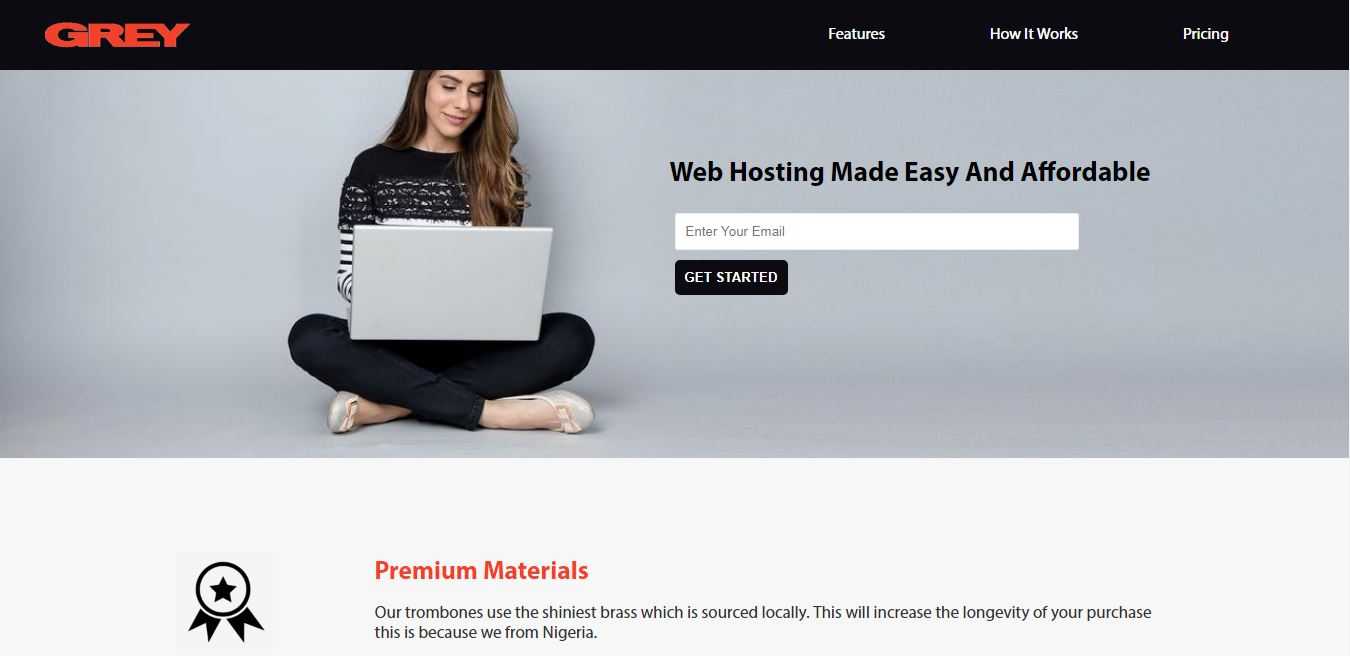 GREY
Features
How It Works
Pricing
Web Hosting Made Easy And Affordable
Enter Your Email
GET STARTED
Premium Materials
Our trombones use the shiniest brass which is sourced locally. This will increase the longevity of your purchase
this is because we from Nigeria.